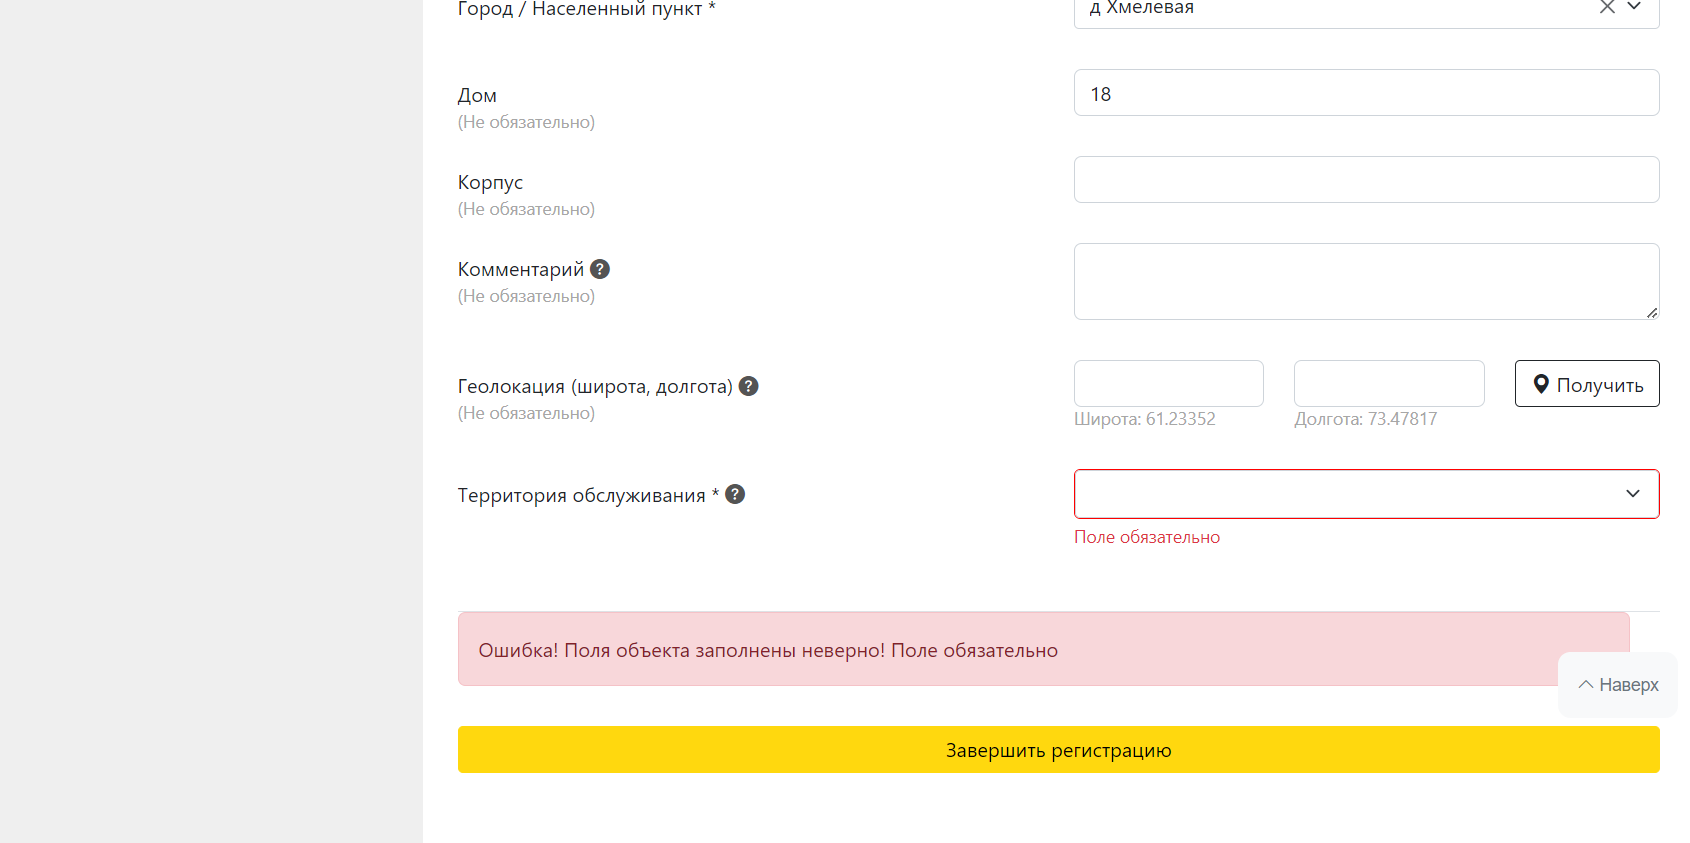 Город / Населенный пункт *
д Хмелевая
Дом
(Не обязательно)
18
Корпус
(Не обязательно)
Комментарий ?
(Не обязательно)
Геолокация (широта, долгота) ?
(Не обязательно)
Получить
Широта: 61.23352
Долгота: 73.47817
Территория обслуживания * ?
Поле обязательно
Ошибка! Поля объекта заполнены неверно! Поле обязательно
Наверх
Завершить регистрацию